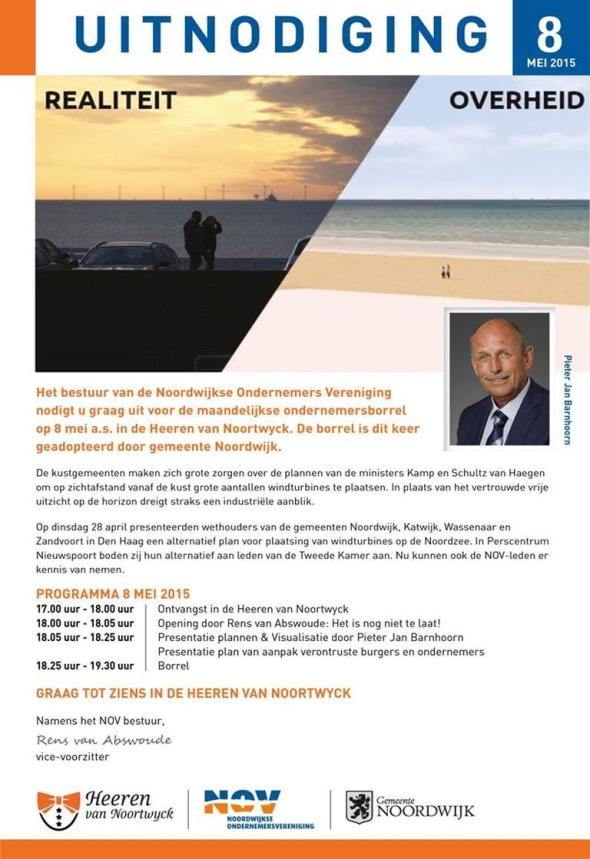 UITNODIGING
8
MEI 2015
REALITEIT
OVERHEID
Pieter Jan Barnhoorn
Het bestuur van de Noordwijkse Ondernemers Vereniging
nodigt u graag uit voor de maandelijkse ondernemersborrel
op 8 mei a.s. in de Heeren van Noortwyck. De borrel is dit keer
geadopteerd door gemeente Noordwijk.
De kustgemeenten maken zich grote zorgen over de plannen van de ministers Kamp en Schultz van Haegen
om op zichtafstand vanaf de kust grote aantallen windturbines te plaatsen. In plaats van het vertrouwde vrije
uitzicht op de horizon dreigt straks een industriële aanblik.
Op dinsdag 28 april presenteerden wethouders van de gemeenten Noordwijk, Katwijk, Wassenaar en
Zandvoort in Den Haag een alternatief plan voor plaatsing van windturbines op de Noordzee. In Perscentrum
Nieuwspoort boden zij hun alternatief aan leden van de Tweede Kamer aan. Nu kunnen ook de NOV-leden er
kennis van nemen.
PROGRAMMA 8 MEI 2015
17.00 uur - 18.00 uur Ontvangst in de Heeren van Noortwyck
18.00 uur - 18.05 uur Opening door Rens van Abswoude: Het is nog niet te laat!
18.05 uur - 18.25 uur Presentatie plannen & Visualisatie door Pieter Jan Barnhoorn
Presentatie plan van aanpak verontruste burgers en ondernemers
18.25 uur - 19.30 uur Borrel
GRAAG TOT ZIENS IN DE HEEREN VAN NOORTWYCK
Namens het NOV bestuur,
Rens van Abswoude
vice-voorzitter
Heeren
van Noortwyck
NOV
NOORDWIJKSE
ONDERNEMERSVERENIGING
Gemeente
NOORDWIJK